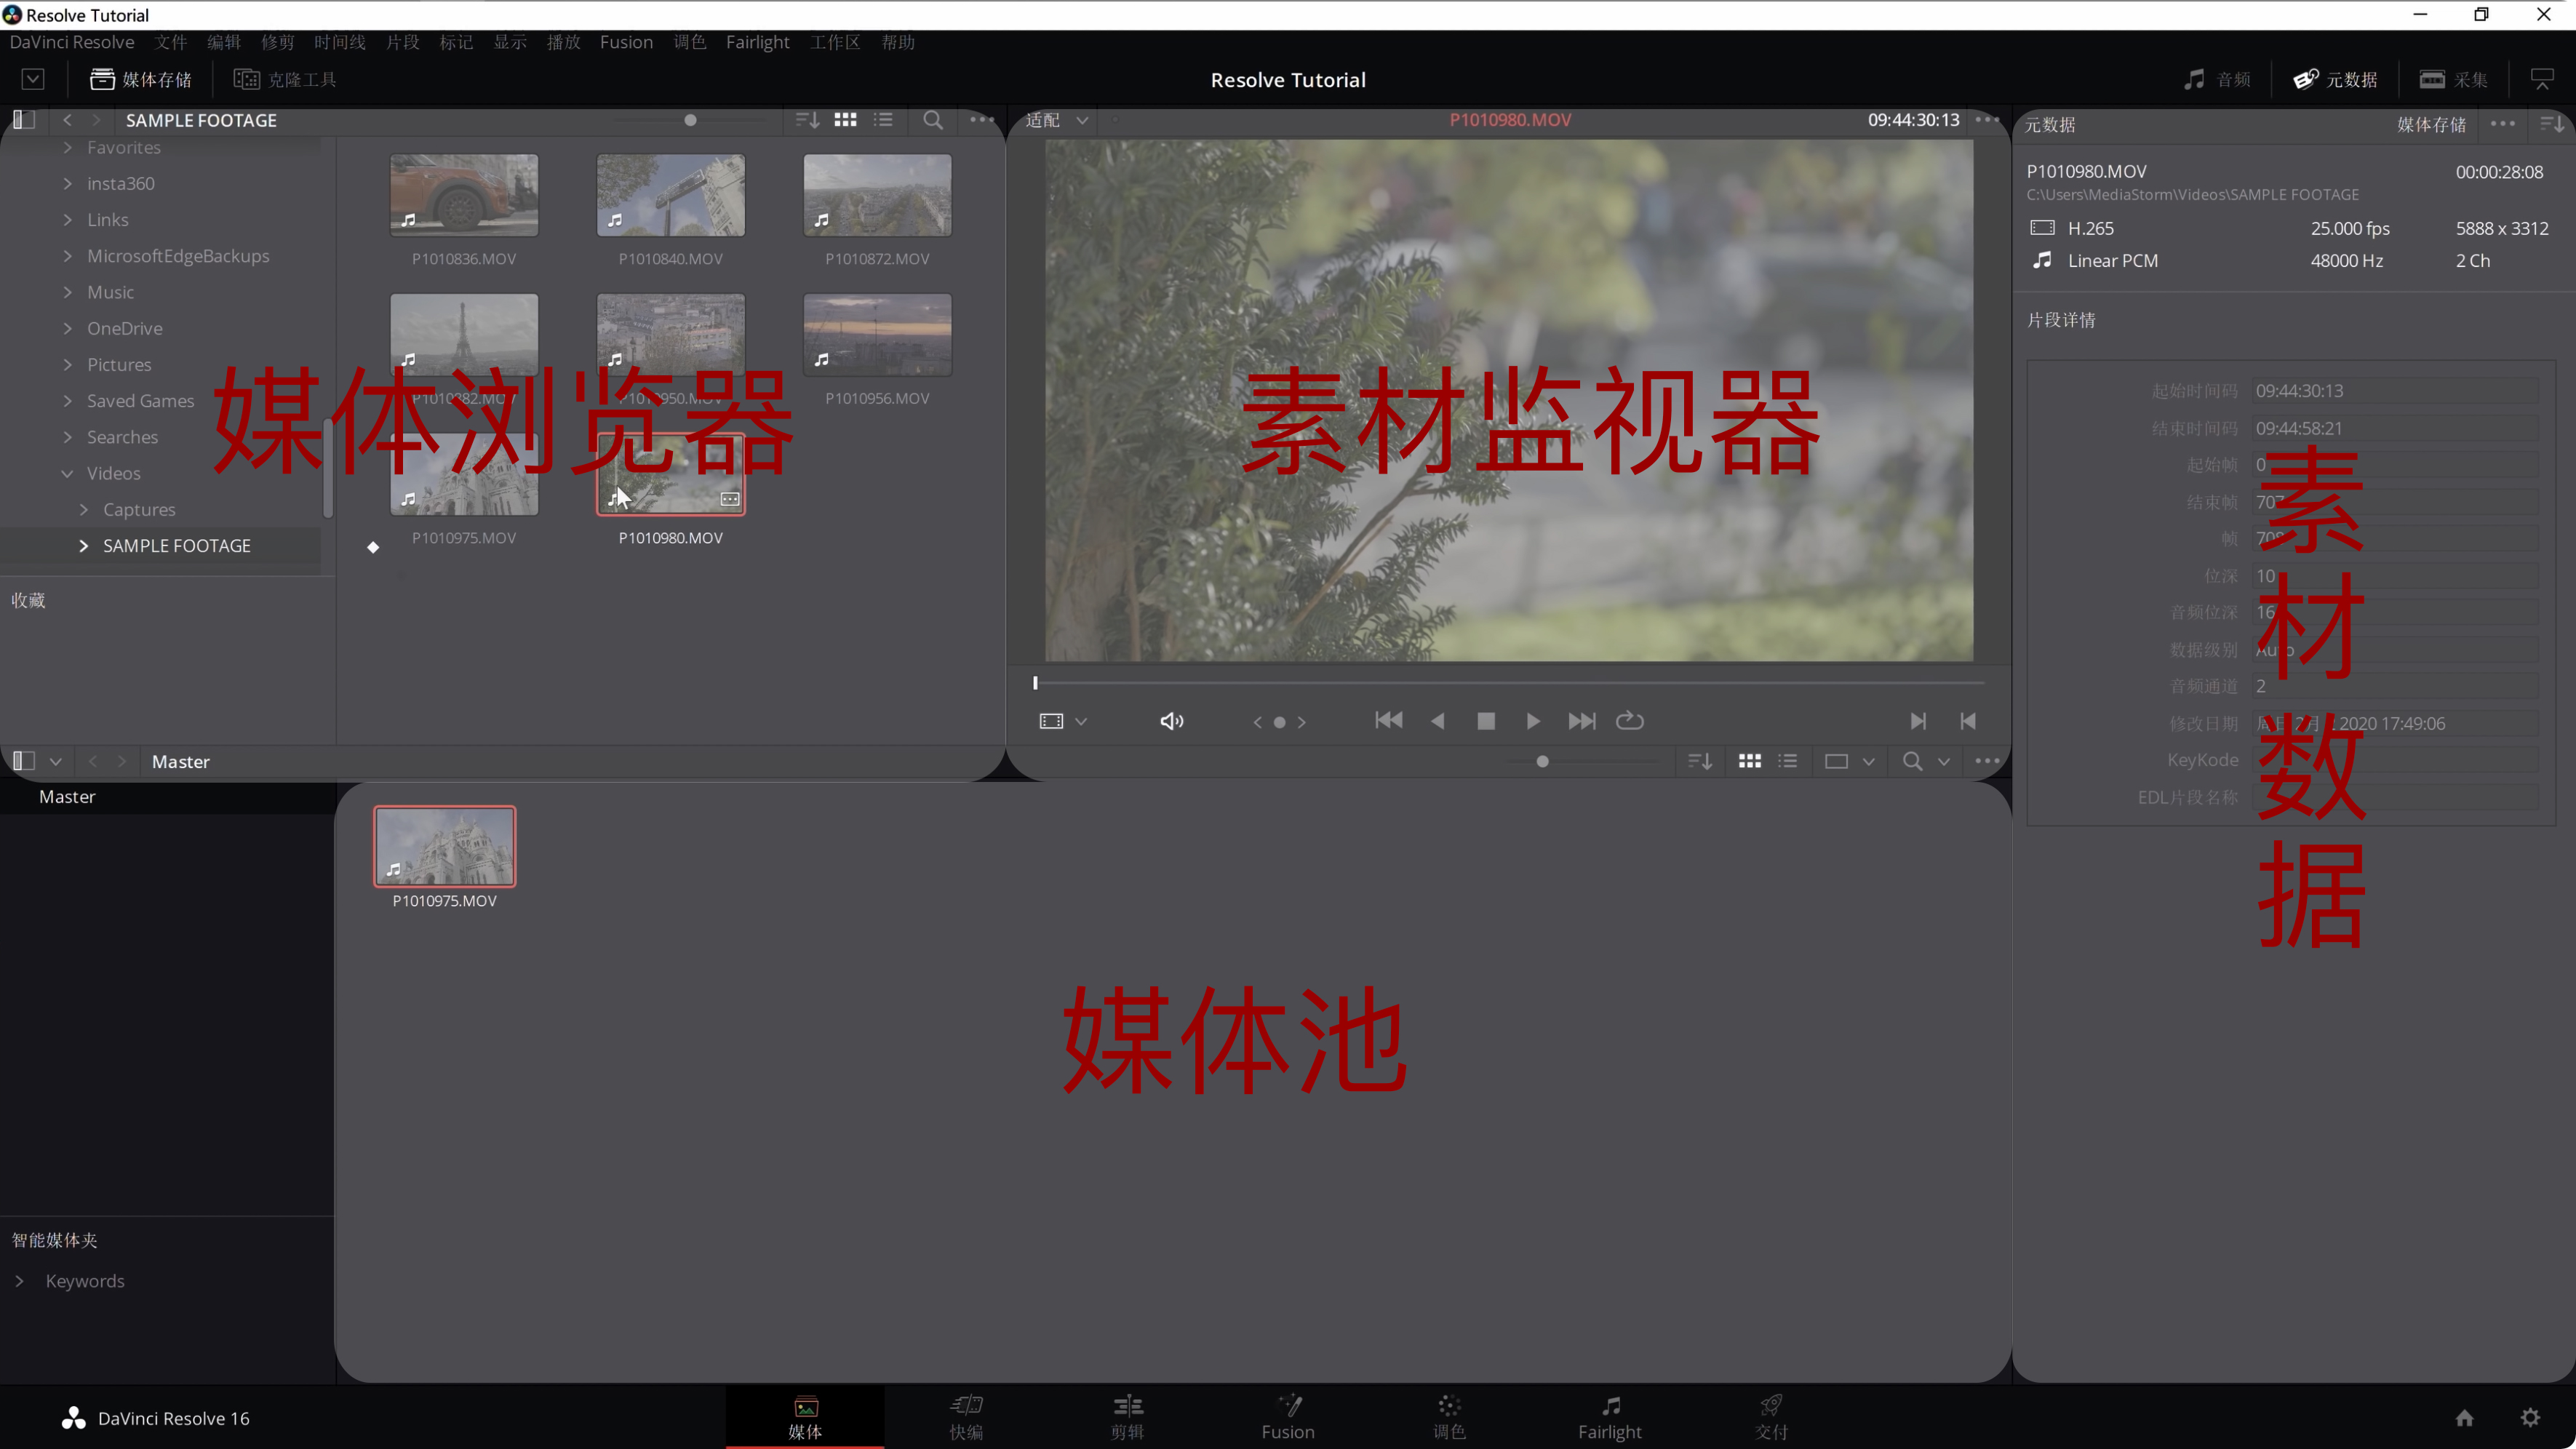 Resolve Tutorial
DaVinci Resolve 文件 编辑 修剪 时间线 片段 标记 显示 播放 Fusion 调色 Fairlight 工作区 帮助
媒体存储 克隆工具 Resolve Tutorial 音频 元数据 采集
SAMPLE FOOTAGE
Favorites
insta360
Links
MicrosoftEdgeBackups
Music
OneDrive
Pictures
Saved Games
Searches
Videos
Captures
SAMPLE FOOTAGE
收藏
P1010836.MOV P1010840.MOV P1010872.MOV
P1010882.MOV P1010950.MOV P1010956.MOV
P1010975.MOV P1010980.MOV
媒体浏览器
适配 P1010980.MOV 09:44:30:13
素材监视器
元数据 媒体存储
P1010980.MOV 00:00:28:08
C:\Users\MediaStorm\Videos\SAMPLE FOOTAGE
H.265 25.000 fps 5888 x 3312
Linear PCM 48000 Hz 2 Ch
片段详情
起始时间码 09:44:30:13
结束时间码 09:44:58:21
起始帧 0
结束帧 707
帧 708
位深 10
音频位深 16
数据级别 Auto
音频通道 2
修改日期 2020 17:49:06
KeyKode
EDL片段名称
素材数据
Master
Master
P1010975.MOV
媒体池
智能媒体夹
Keywords
DaVinci Resolve 16
媒体 快编 剪辑 Fusion 调色 Fairlight 交付